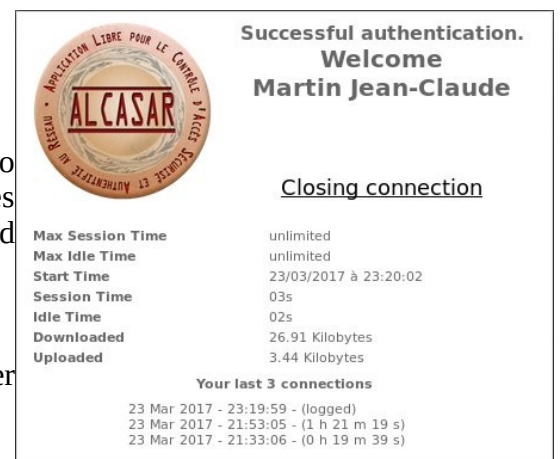 Successful authentication.
Welcome
Martin Jean-Claude
APPLICATION LIBRE POUR LE CONTRÔLE D'ACCÈS SÉCURISÉ ET AUTHENTIFIÉ AU RÉSEAU
ALCASAR
Closing connection
o
es
d
er
Max Session Time unlimited
Max Idle Time unlimited
Start Time 23/03/2017 à 23:20:02
Session Time 03s
Idle Time 02s
Downloaded 26.91 Kilobytes
Uploaded 3.44 Kilobytes
Your last 3 connections
23 Mar 2017 - 23:19:59 - (logged)
23 Mar 2017 - 21:53:05 - (1 h 21 m 19 s)
23 Mar 2017 - 21:33:06 - (0 h 19 m 39 s)